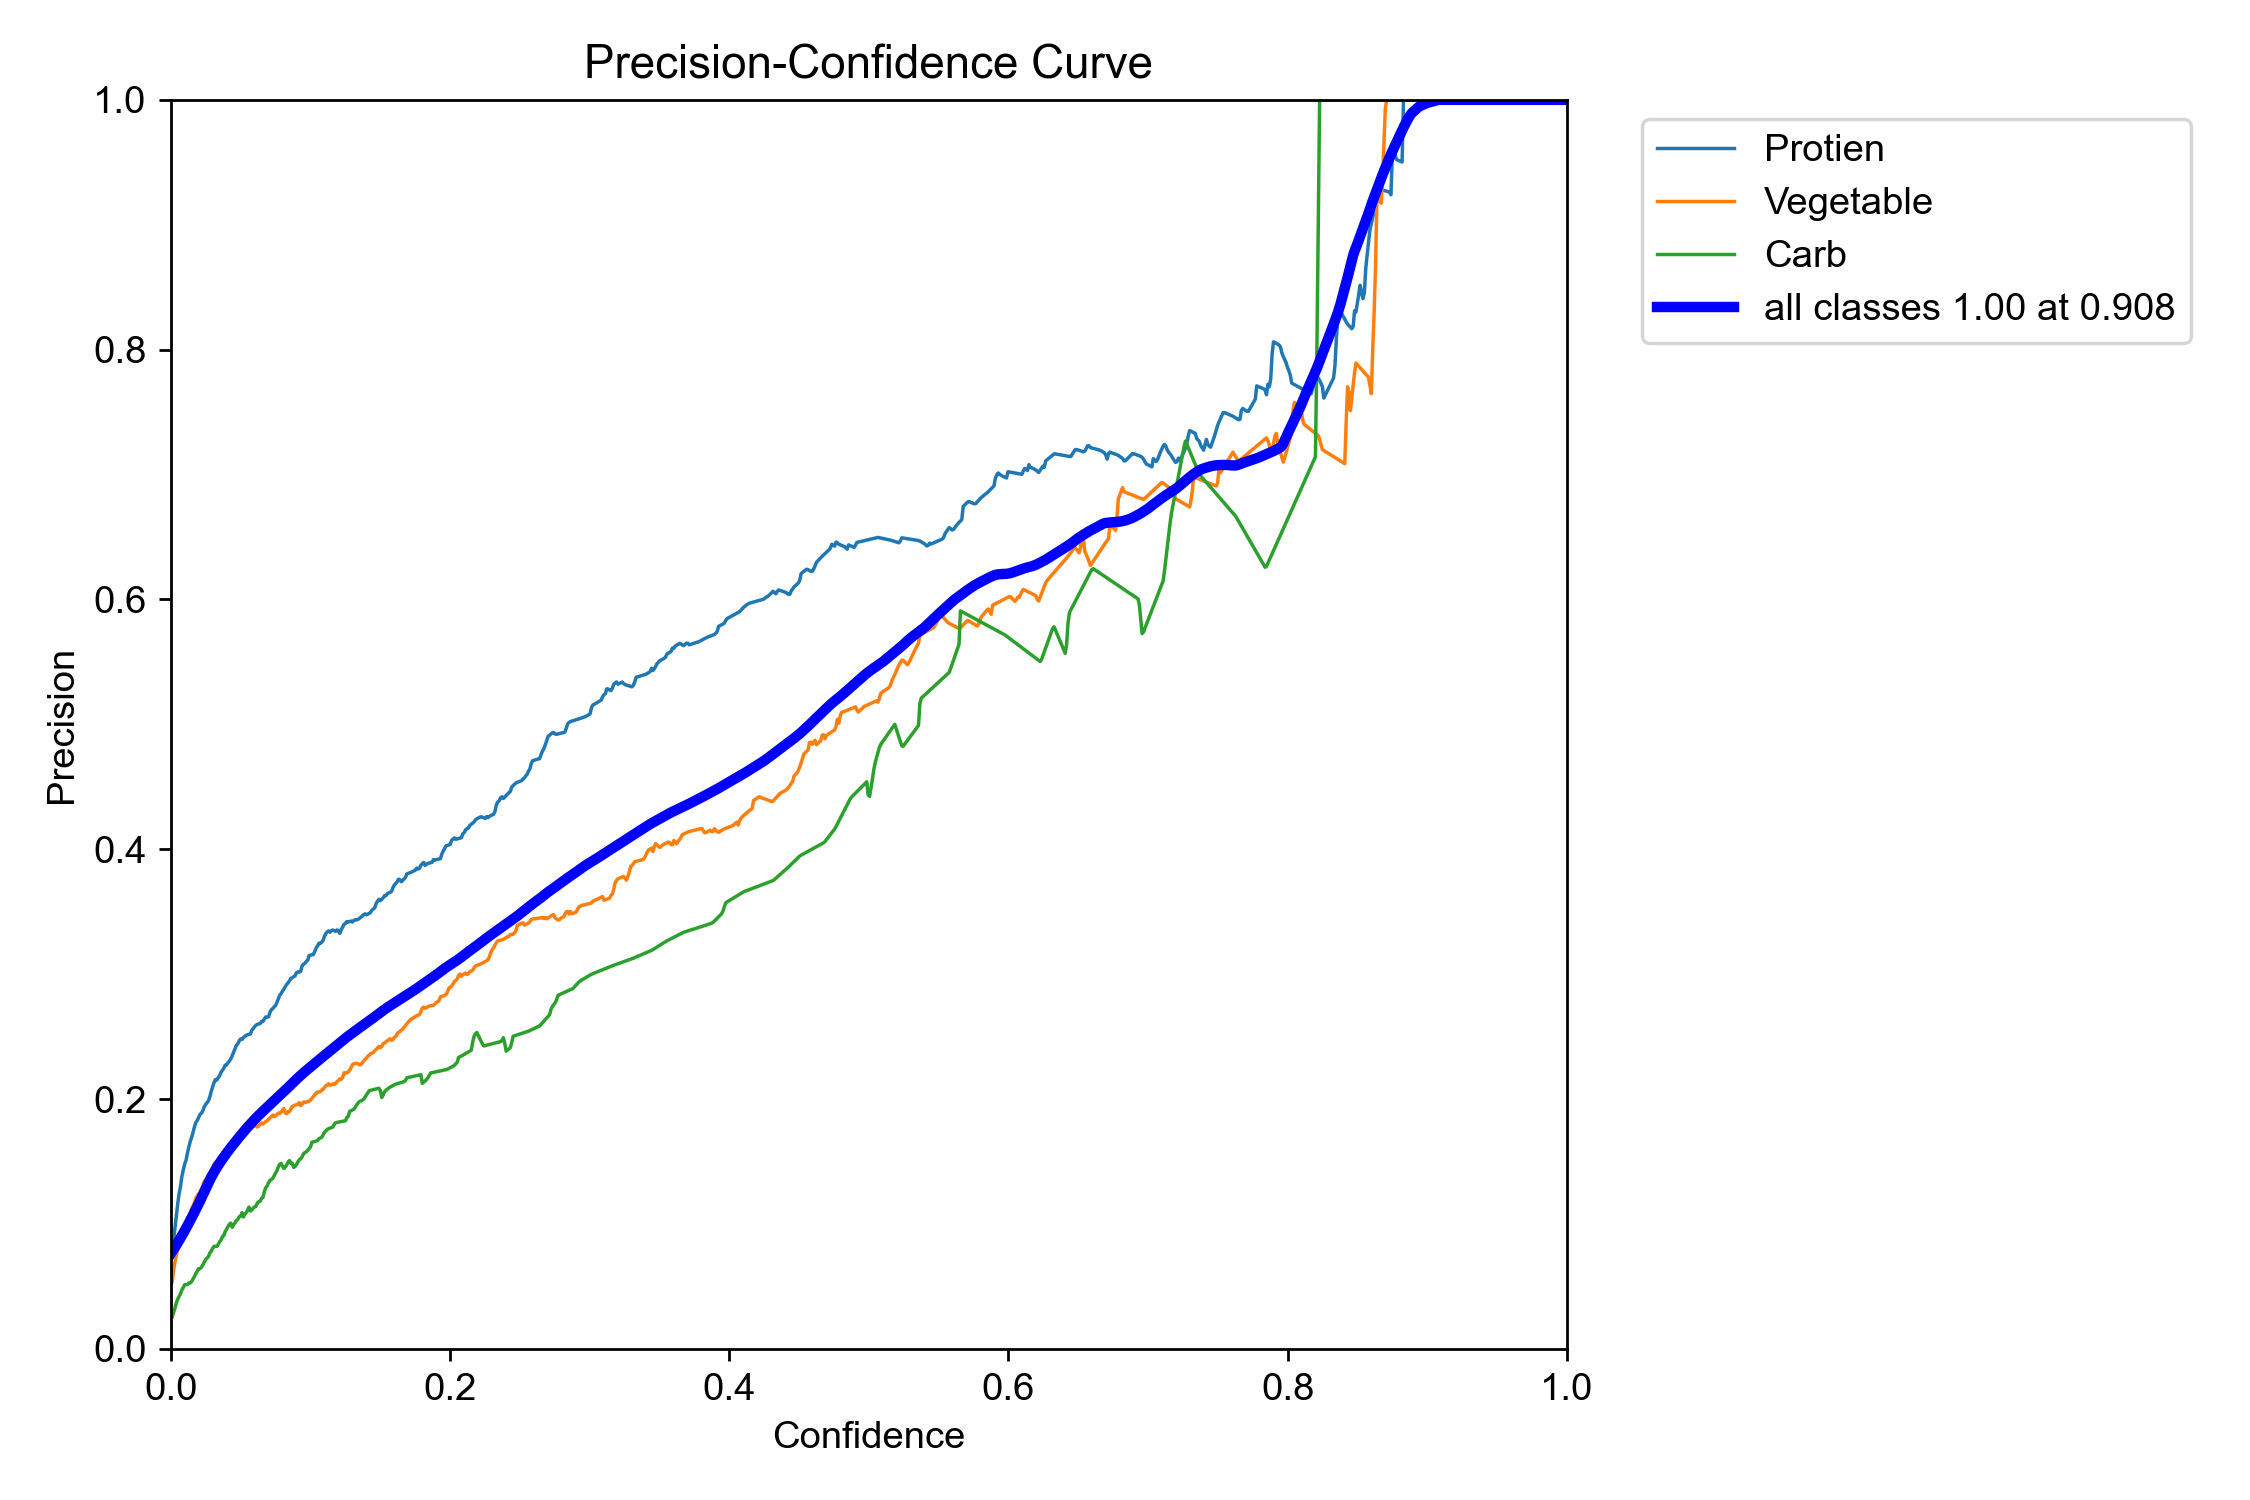 Precision-Confidence Curve
1.0
0.8
0.6
0.4
0.2
0.0
Precision
0.0 0.2 0.4 0.6 0.8 1.0
Confidence
Protien
Vegetable
Carb
all classes 1.00 at 0.908